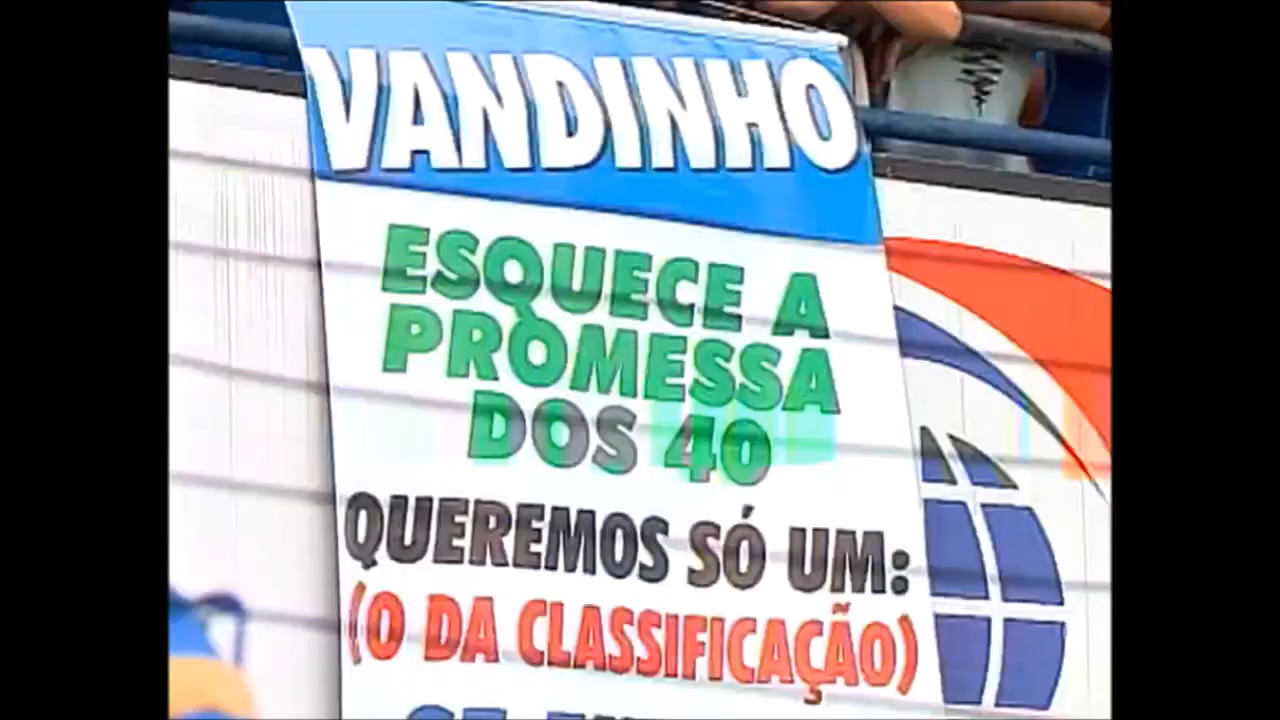 VANDINHO
ESQUECE A
PROMESSA
DOS 40
QUEREMOS SÓ UM:
(O DA CLASSIFICAÇÃO)